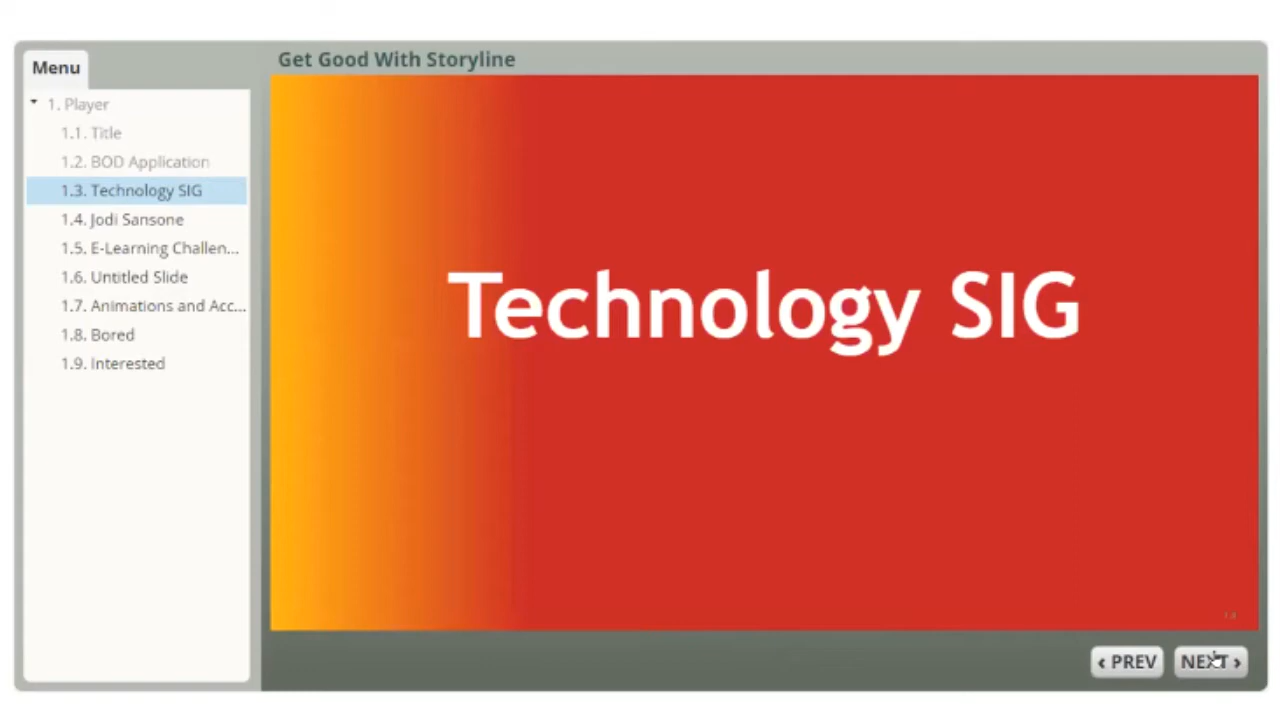 Menu
Get Good With Storyline
1. Player
1.1. Title
1.2. BOD Application
1.3. Technology SIG
1.4. Jodi Sansone
1.5. E-Learning Challen...
1.6. Untitled Slide
1.7. Animations and Acc...
1.8. Bored
1.9. Interested
Technology SIG
‹ PREV
NEXT ›